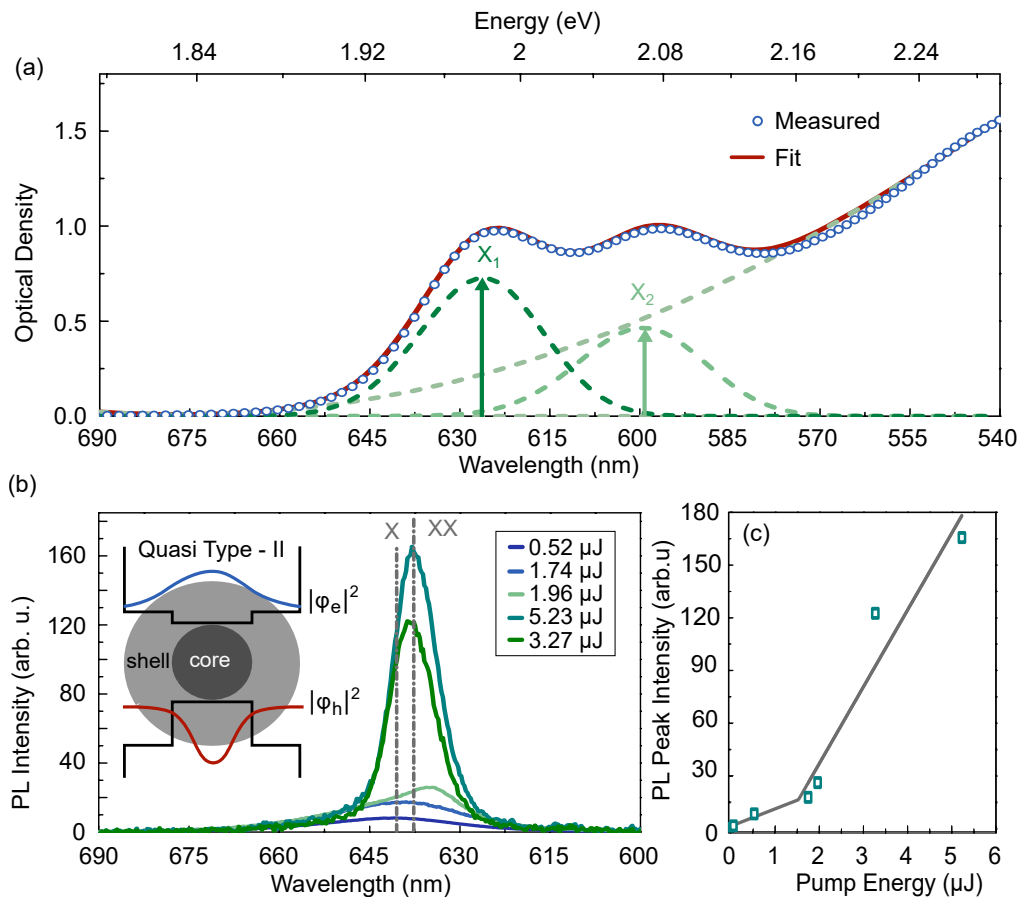 Energy (eV)
1.84 1.92 2 2.08 2.16 2.24
(a)
1.5
1.0
0.5
0.0
Optical Density
Measured
Fit
X₁
X₂
690 675 660 645 630 615 600 585 570 555 540
Wavelength (nm)
(b)
160
120
80
40
0
PL Intensity (arb. u.)
Quasi Type - II
|φₑ|²
shell
core
|φₕ|²
X
XX
0.52 µJ
1.74 µJ
1.96 µJ
5.23 µJ
3.27 µJ
690 675 660 645 630 615 600
Wavelength (nm)
(c)
180
150
120
90
60
30
0
PL Peak Intensity (arb.u)
0 1 2 3 4 5 6
Pump Energy (µJ)